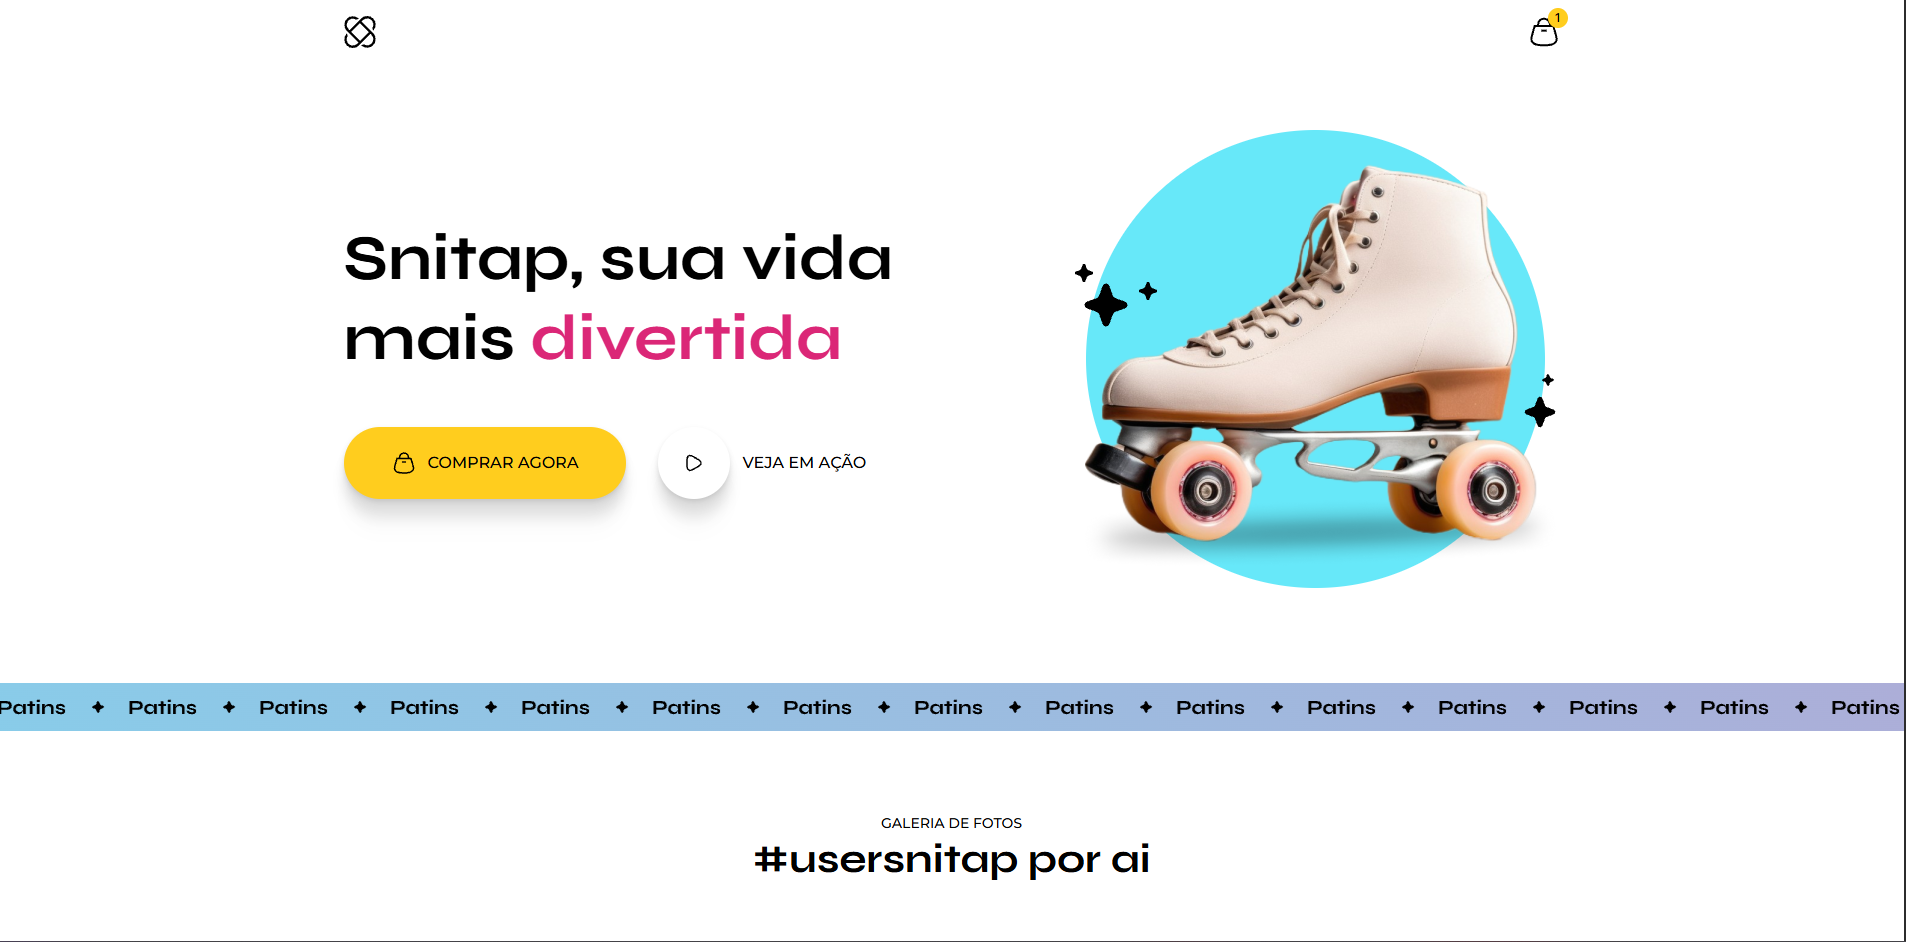 1
Snitap, sua vida
mais divertida
COMPRAR AGORA
VEJA EM AÇÃO
Patins Patins Patins Patins Patins Patins Patins Patins Patins Patins Patins Patins Patins Patins Patins
GALERIA DE FOTOS
#usersnitap por ai